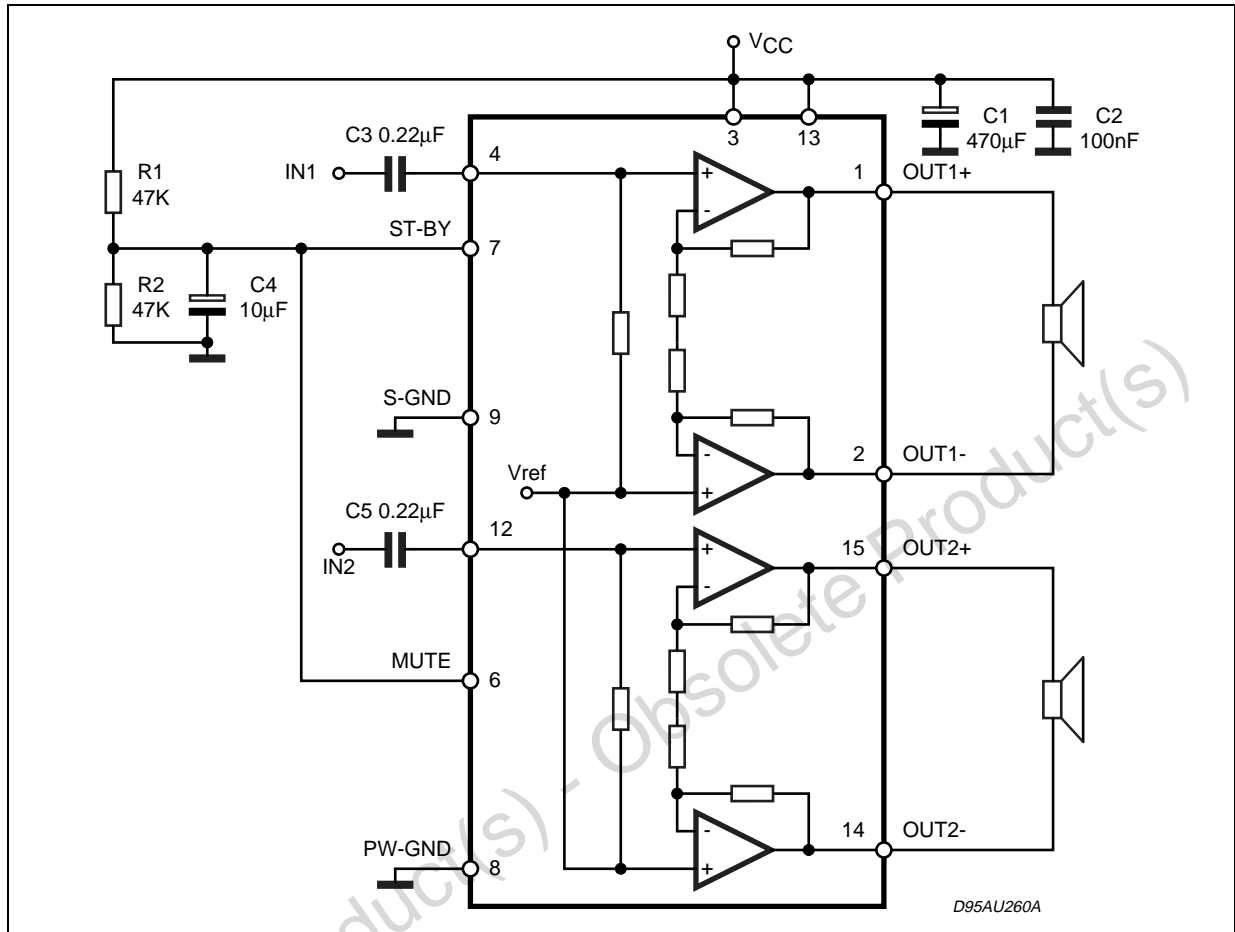 VCC
C3 0.22μF
3
13
C1
470μF
C2
100nF
IN1
4
+
-
1
OUT1+
R1
47K
ST-BY
7
R2
47K
C4
10μF
S-GND
9
-
+
2
OUT1-
Vref
C5 0.22μF
IN2
12
+
-
15
OUT2+
MUTE
6
-
+
14
OUT2-
PW-GND
8
D95AU260A
duct(s) - Obsolete Product(s)